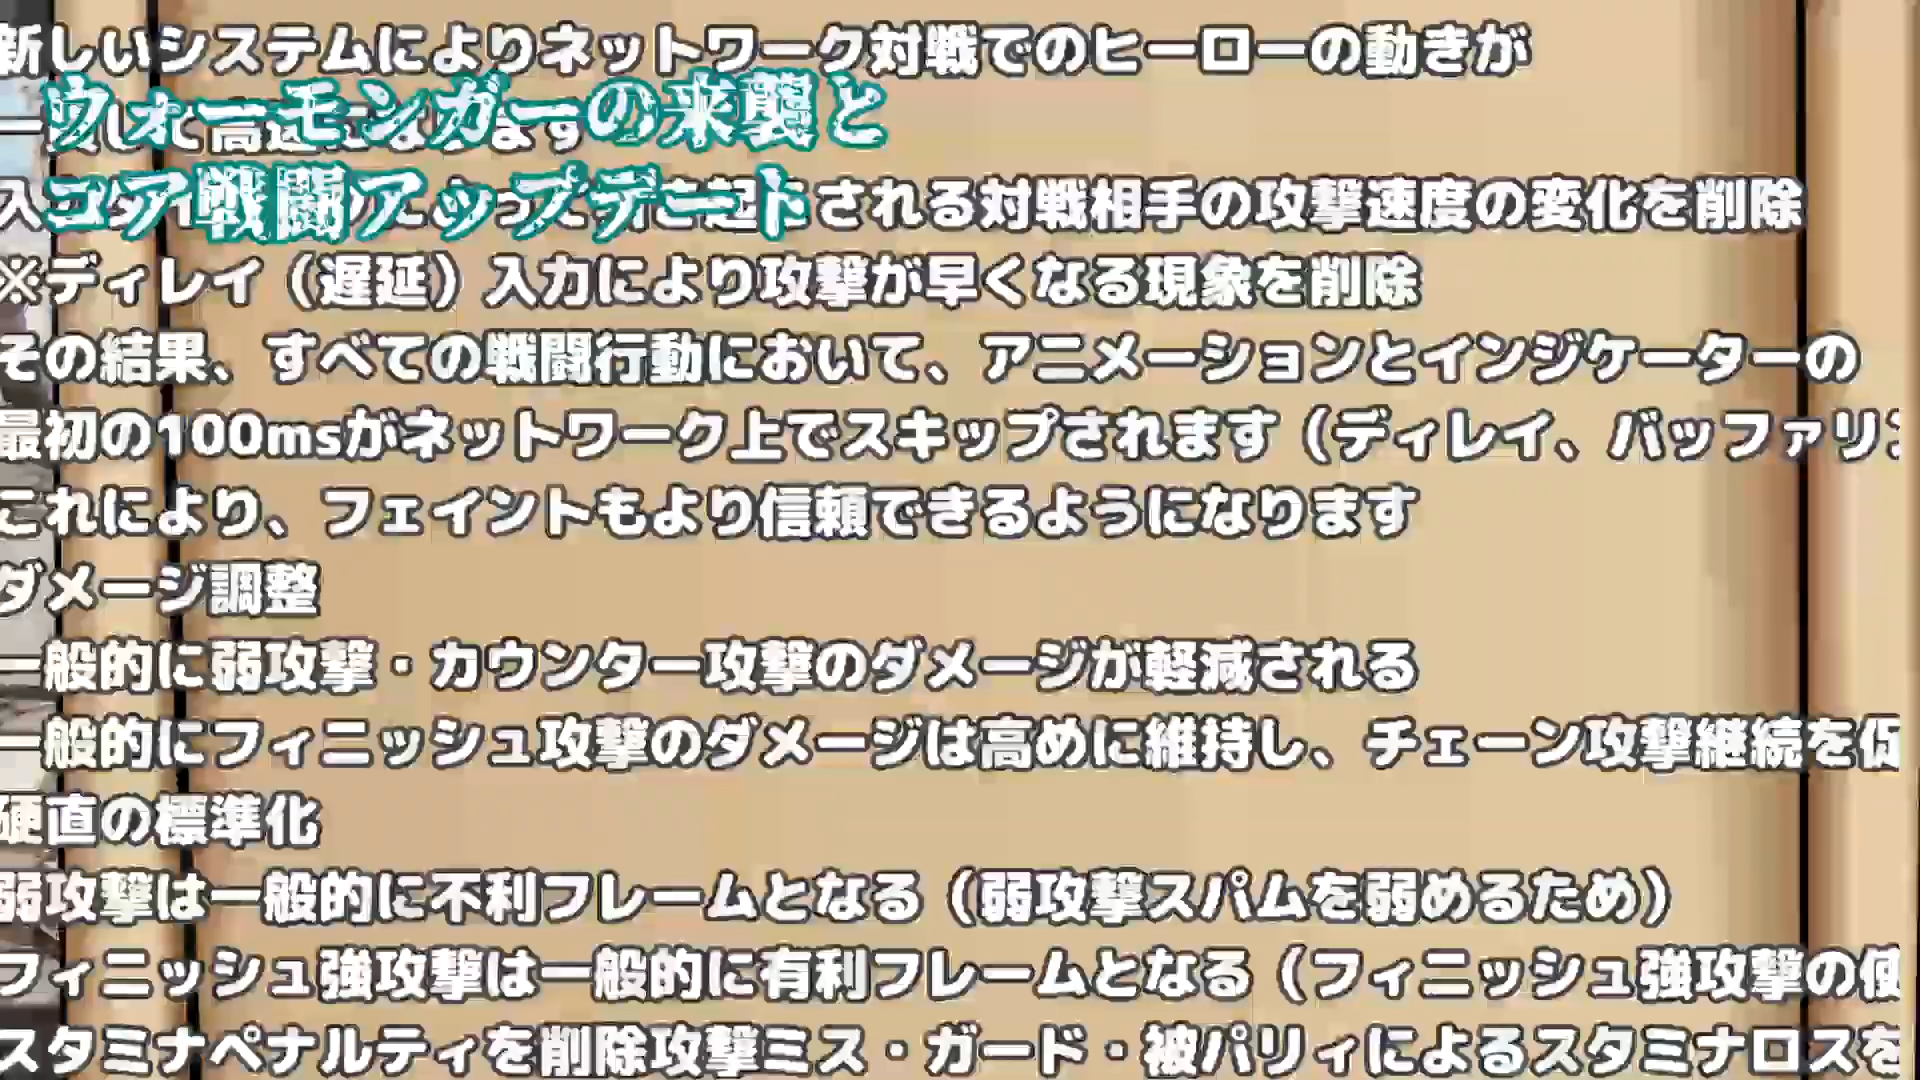 新しいシステムによりネットワーク対戦でのヒーローの動きが
ウォーモンガーの来襲と
コア戦闘アップデート
して高速になります
される対戦相手の攻撃速度の変化を削除
※ディレイ（遅延）入力により攻撃が早くなる現象を削除
その結果、すべての戦闘行動において、アニメーションとインジケーターの
最初の100msがネットワーク上でスキップされます（ディレイ、バッファリン
これにより、フェイントもより信頼できるようになります
ダメージ調整
一般的に弱攻撃・カウンター攻撃のダメージが軽減される
一般的にフィニッシュ攻撃のダメージは高めに維持し、チェーン攻撃継続を促
硬直の標準化
弱攻撃は一般的に不利フレームとなる（弱攻撃スパムを弱めるため）
フィニッシュ強攻撃は一般的に有利フレームとなる（フィニッシュ強攻撃の使
スタミナペナルティを削除攻撃ミス・ガード・被パリィによるスタミナロスを